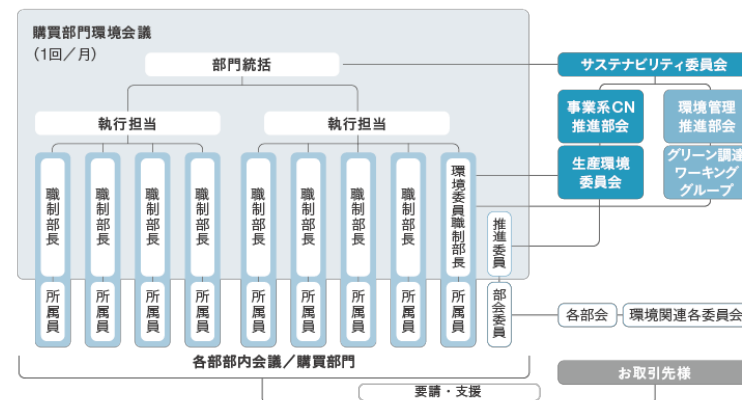 購買部門環境会議
(1回／月)
部門統括
サステナビリティ委員会
執行担当
執行担当
事業系CN
推進部会
環境管理
推進部会
生産環境
委員会
グリーン調達
ワーキング
グループ
職制部長
職制部長
職制部長
職制部長
職制部長
職制部長
職制部長
職制部長
環境委員職制部長
推進委員
所属員
所属員
所属員
所属員
所属員
所属員
所属員
所属員
所属員
部会委員
各部会
環境関連各委員会
各部部内会議／購買部門
お取引先様
要請・支援